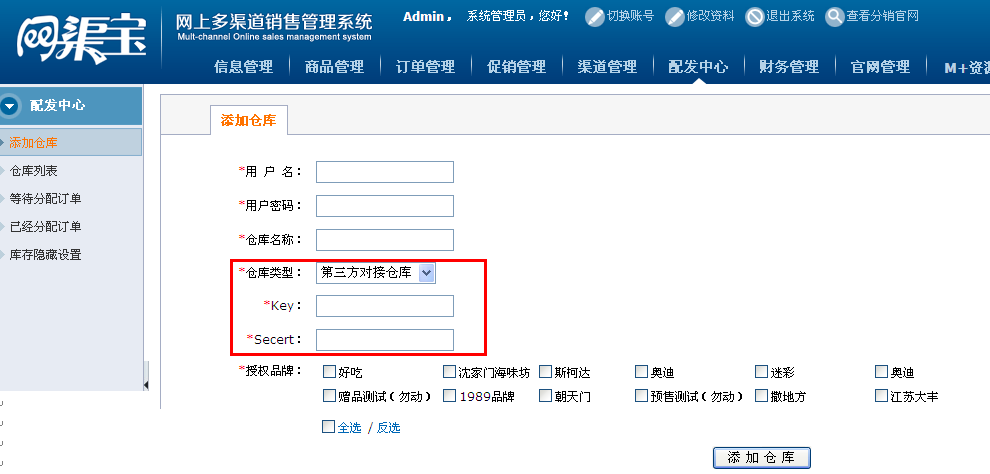 网渠宝
网上多渠道销售管理系统
Mult-channel Online sales management system
Admin， 系统管理员，您好！ 切换账号 修改资料 退出系统 查看分销官网
信息管理 商品管理 订单管理 促销管理 渠道管理 配发中心 财务管理 官网管理 M+资源
配发中心
添加仓库
仓库列表
等待分配订单
已经分配订单
库存隐藏设置
添加仓库
*用 户 名：
*用户密码：
*仓库名称：
*仓库类型： 第三方对接仓库
*Key：
*Secert：
*授权品牌： 好吃 沈家门海味坊 斯柯达 奥迪 迷彩 奥迪
赠品测试（勿动） 1989品牌 朝天门 预售测试（勿动） 撒地方 江苏大丰
全选 / 反选
添 加 仓 库